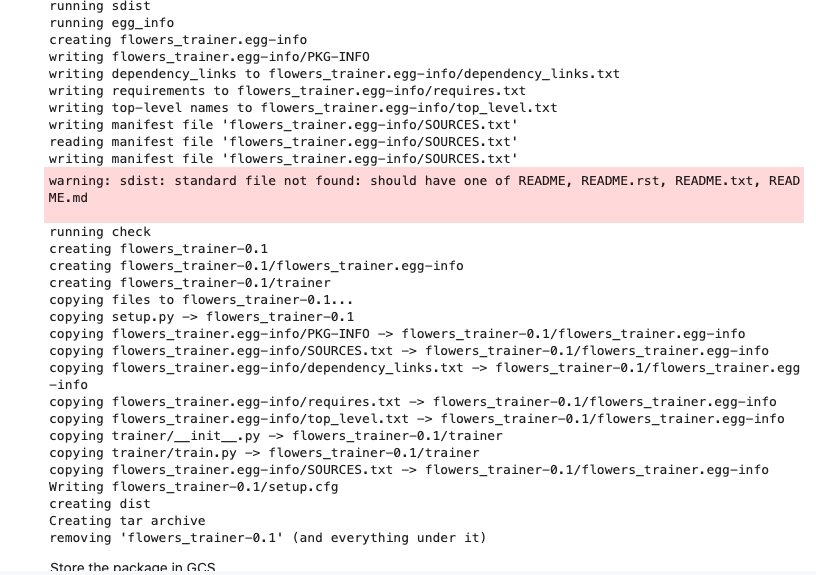 running sdist
running egg_info
creating flowers_trainer.egg-info
writing flowers_trainer.egg-info/PKG-INFO
writing dependency_links to flowers_trainer.egg-info/dependency_links.txt
writing requirements to flowers_trainer.egg-info/requires.txt
writing top-level names to flowers_trainer.egg-info/top_level.txt
writing manifest file 'flowers_trainer.egg-info/SOURCES.txt'
reading manifest file 'flowers_trainer.egg-info/SOURCES.txt'
writing manifest file 'flowers_trainer.egg-info/SOURCES.txt'
warning: sdist: standard file not found: should have one of README, README.rst, README.txt, READ
ME.md
running check
creating flowers_trainer-0.1
creating flowers_trainer-0.1/flowers_trainer.egg-info
creating flowers_trainer-0.1/trainer
copying files to flowers_trainer-0.1...
copying setup.py -> flowers_trainer-0.1
copying flowers_trainer.egg-info/PKG-INFO -> flowers_trainer-0.1/flowers_trainer.egg-info
copying flowers_trainer.egg-info/SOURCES.txt -> flowers_trainer-0.1/flowers_trainer.egg-info
copying flowers_trainer.egg-info/dependency_links.txt -> flowers_trainer-0.1/flowers_trainer.egg
-info
copying flowers_trainer.egg-info/requires.txt -> flowers_trainer-0.1/flowers_trainer.egg-info
copying flowers_trainer.egg-info/top_level.txt -> flowers_trainer-0.1/flowers_trainer.egg-info
copying trainer/__init__.py -> flowers_trainer-0.1/trainer
copying trainer/train.py -> flowers_trainer-0.1/trainer
copying flowers_trainer.egg-info/SOURCES.txt -> flowers_trainer-0.1/flowers_trainer.egg-info
Writing flowers_trainer-0.1/setup.cfg
creating dist
Creating tar archive
removing 'flowers_trainer-0.1' (and everything under it)
Store the package in GCS